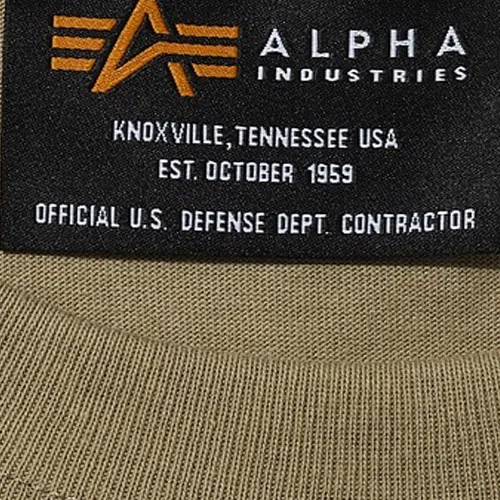 ALPHA
INDUSTRIES
KNOXVILLE, TENNESSEE USA
EST. OCTOBER 1959
OFFICIAL U.S. DEFENSE DEPT. CONTRACTOR